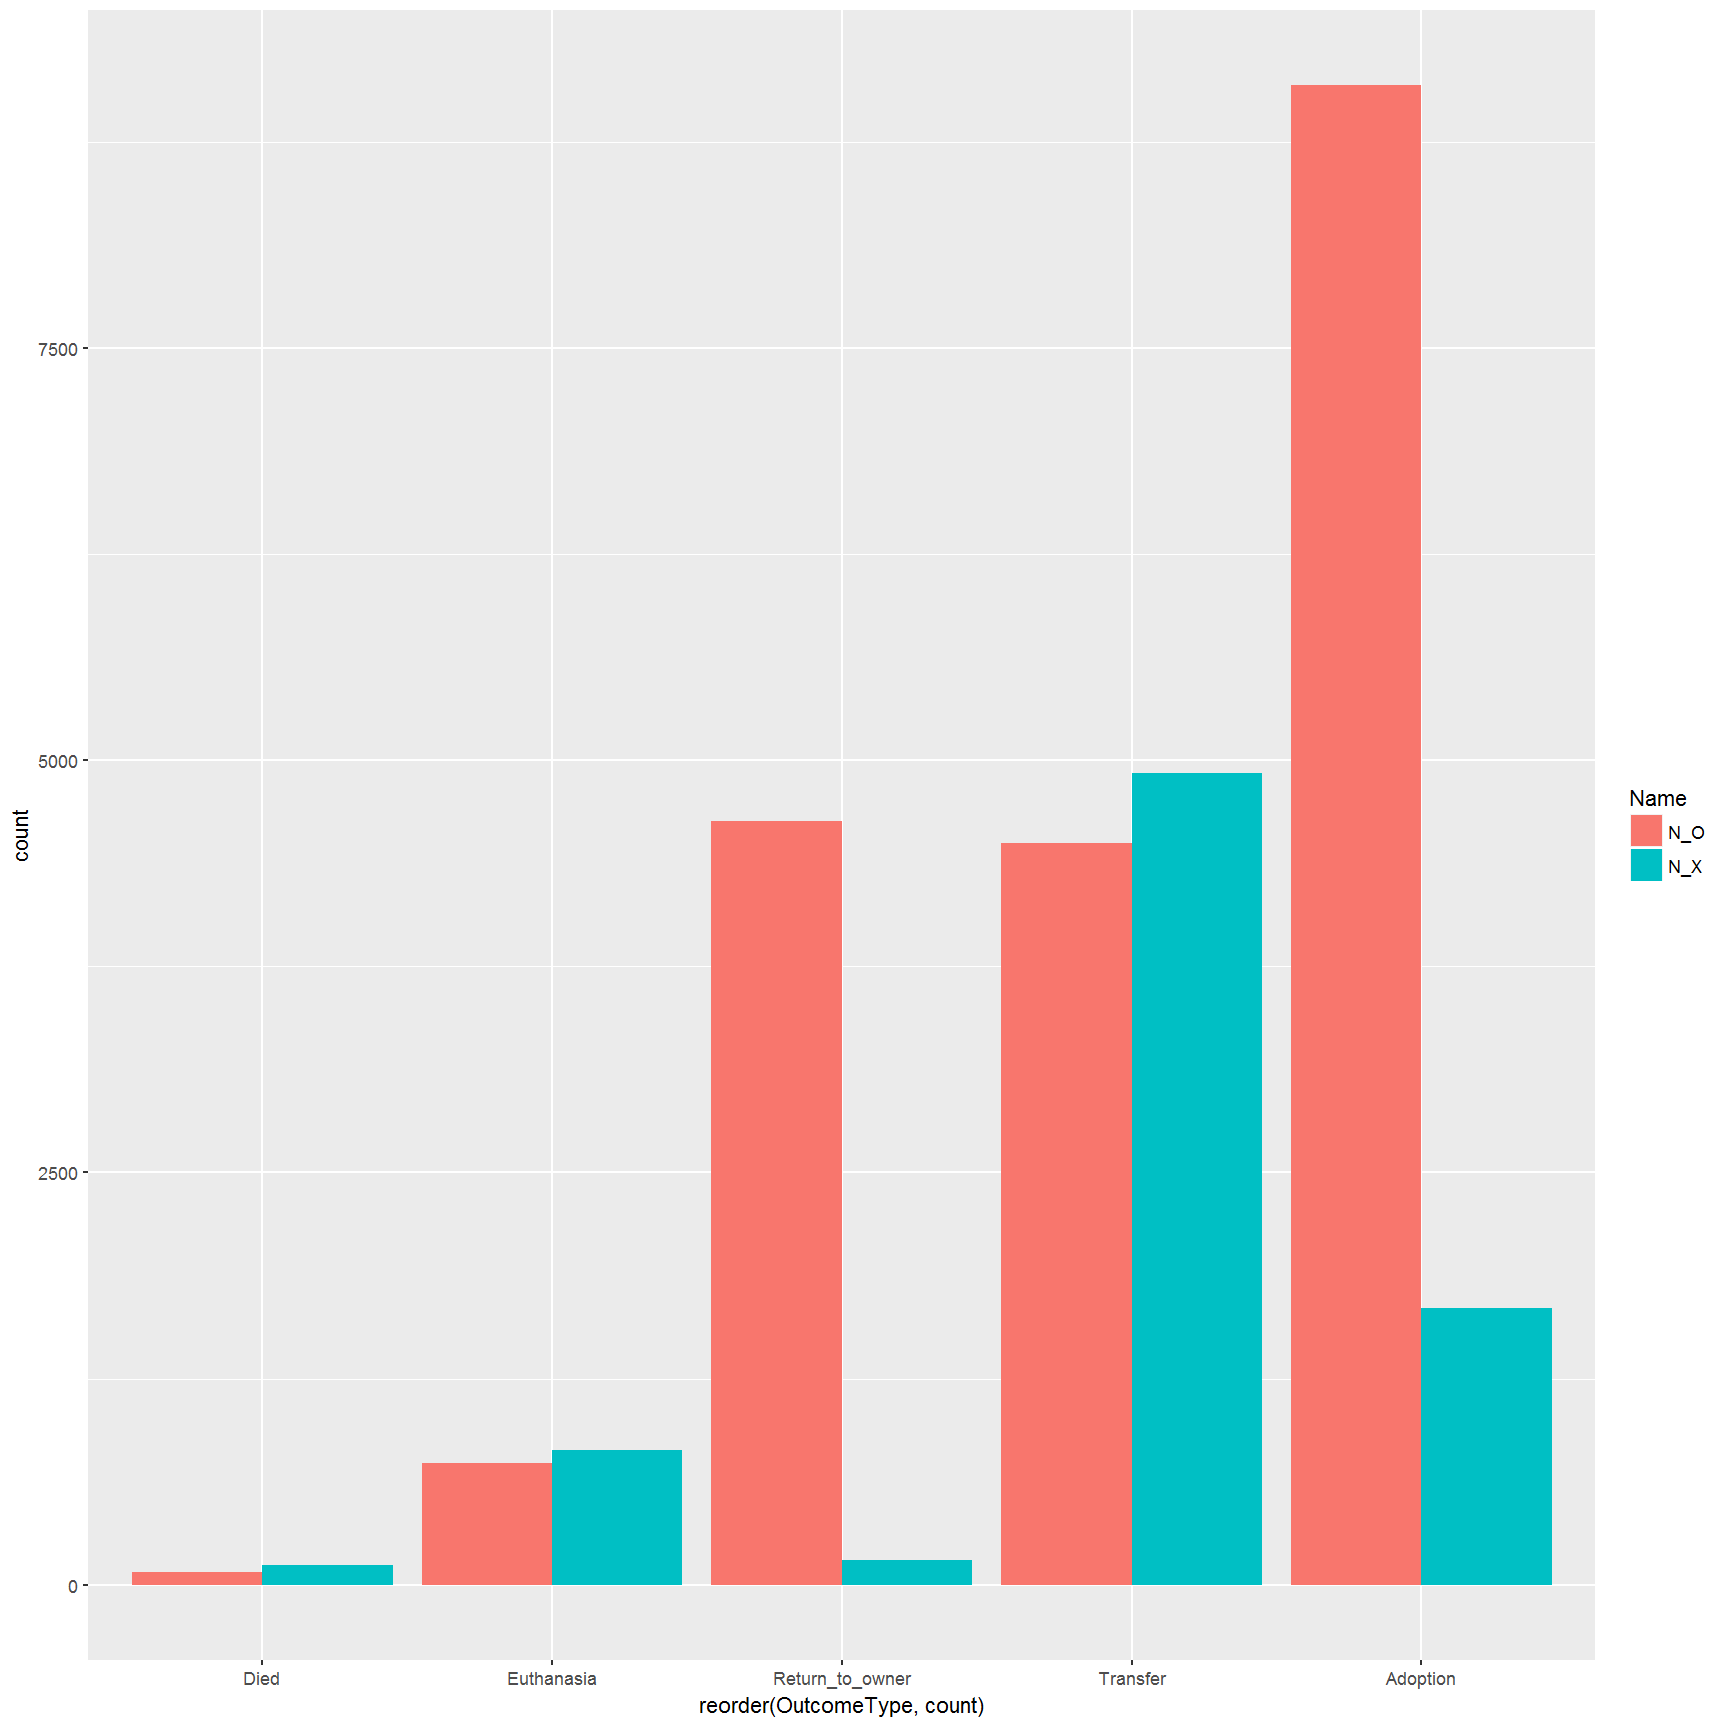 7500
5000
2500
0
count
Died
Euthanasia
Return_to_owner
Transfer
Adoption
reorder(OutcomeType, count)
Name
N_O
N_X